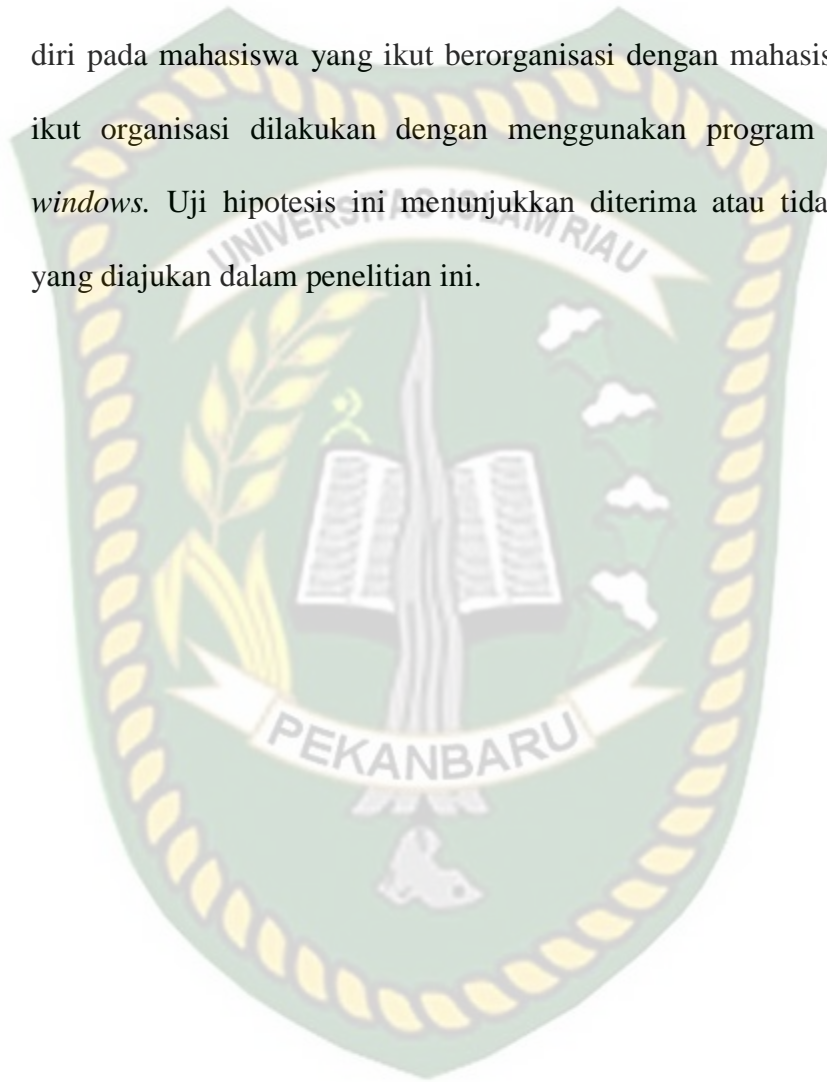 diri pada mahasiswa yang ikut berorganisasi dengan mahasis
ikut organisasi dilakukan dengan menggunakan program
windows. Uji hipotesis ini menunjukkan diterima atau tida
yang diajukan dalam penelitian ini.
UNIVERSITAS ISLAM RIAU
PEKANBARU